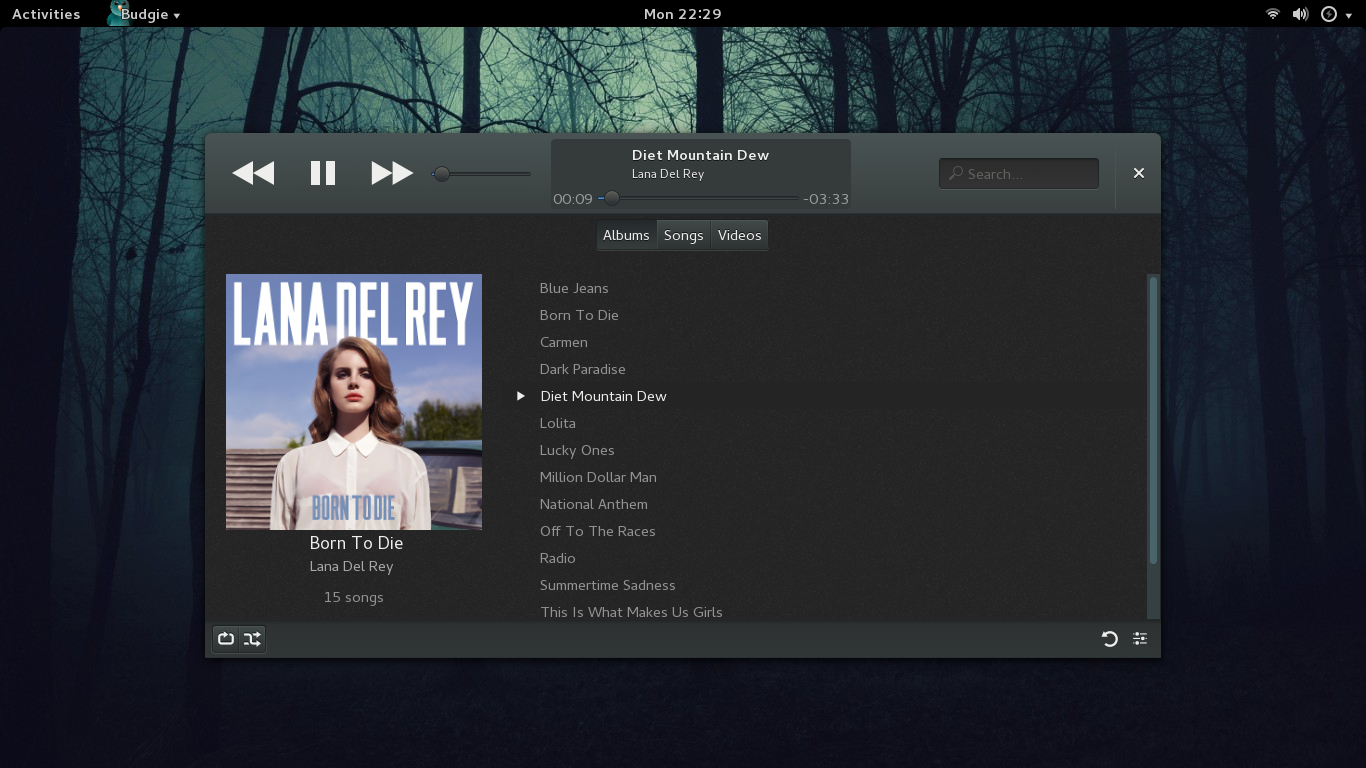 Activities
Budgie
Mon 22:29
Diet Mountain Dew
Lana Del Rey
00:09
-03:33
Search...
Albums
Songs
Videos
LANA DEL REY
BORN TO DIE
Born To Die
Lana Del Rey
15 songs
Blue Jeans
Born To Die
Carmen
Dark Paradise
Diet Mountain Dew
Lolita
Lucky Ones
Million Dollar Man
National Anthem
Off To The Races
Radio
Summertime Sadness
This Is What Makes Us Girls